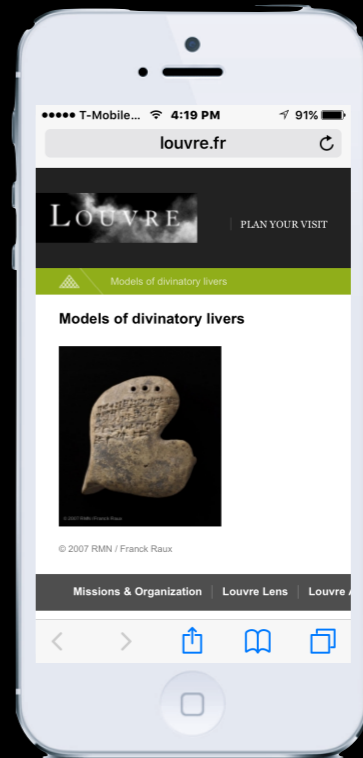 T-Mobile... 4:19 PM 91%
louvre.fr
LOUVRE
PLAN YOUR VISIT
Models of divinatory livers
Models of divinatory livers
© 2007 RMN / Franck Raux
© 2007 RMN / Franck Raux
Missions & Organization | Louvre Lens | Louvre